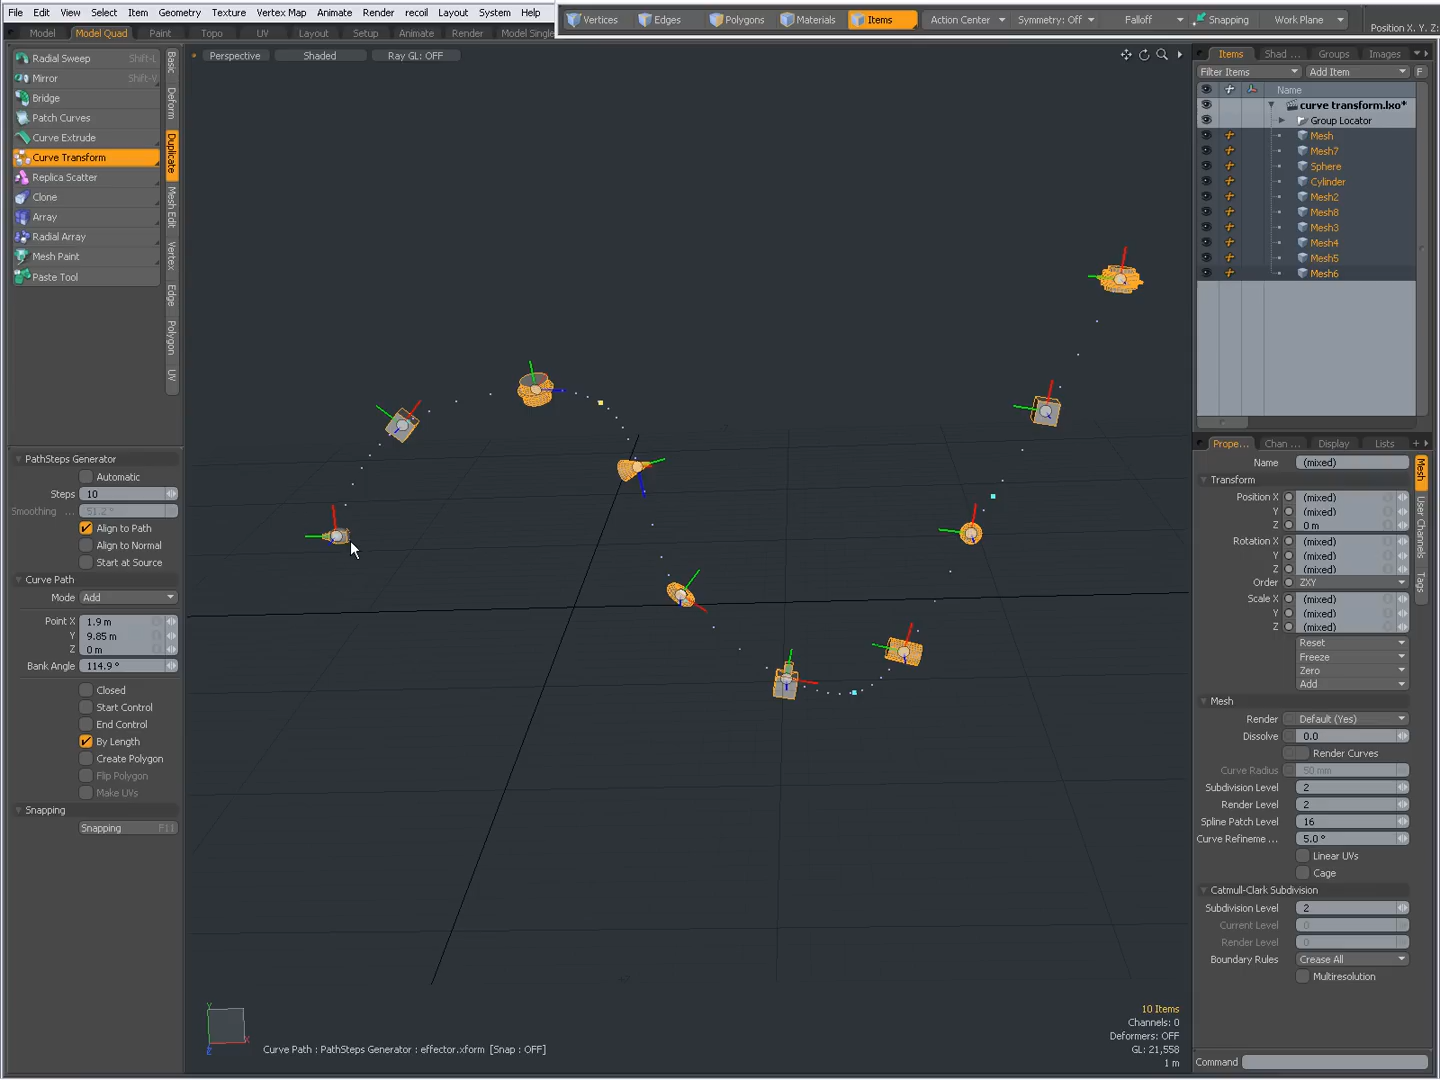 File Edit View Select Item Geometry Texture Vertex Map Animate Render recoil Layout System Help
Vertices Edges Polygons Materials Items Action Center Symmetry: Off Falloff Snapping Work Plane Position X, Y, Z:
Model Model Quad Paint Topo UV Layout Setup Animate Render Model Single
Radial Sweep Shift-L
Mirror Shift-V
Bridge
Patch Curves
Curve Extrude
Curve Transform
Replica Scatter
Clone
Array
Radial Array
Mesh Paint
Paste Tool
Basic
Deform
Duplicate
Mesh Edit
Vertex
Edge
Polygon
UV
PathSteps Generator
Automatic
Steps 10
Smoothing ... 51.2 °
Align to Path
Align to Normal
Start at Source
Curve Path
Mode Add
Point X 1.9 m
Y 9.85 m
Z 0 m
Bank Angle 114.9 °
Closed
Start Control
End Control
By Length
Create Polygon
Flip Polygon
Make UVs
Snapping
Snapping F11
Perspective Shaded Ray GL: OFF
Y
X
Z
Curve Path : PathSteps Generator : effector.xform [Snap : OFF]
10 Items
Channels: 0
Deformers: OFF
GL: 21,558
1 m
Items Shad ... Groups Images
Filter Items Add Item F
Name
curve transform.lxo*
Group Locator
Mesh
Mesh7
Sphere
Cylinder
Mesh2
Mesh8
Mesh3
Mesh4
Mesh5
Mesh6
Prope... Chan ... Display Lists
Name (mixed)
Transform
Position X (mixed)
Y (mixed)
Z 0 m
Rotation X (mixed)
Y (mixed)
Z (mixed)
Order ZXY
Scale X (mixed)
Y (mixed)
Z (mixed)
Reset
Freeze
Zero
Add
Mesh
Render Default (Yes)
Dissolve 0.0
Render Curves
Curve Radius 50 mm
Subdivision Level 2
Render Level 2
Spline Patch Level 16
Curve Refineme ... 5.0 °
Linear UVs
Cage
Catmull-Clark Subdivision
Subdivision Level 2
Current Level 0
Render Level 0
Boundary Rules Crease All
Multiresolution
Mesh
User Channels
Tags
Command